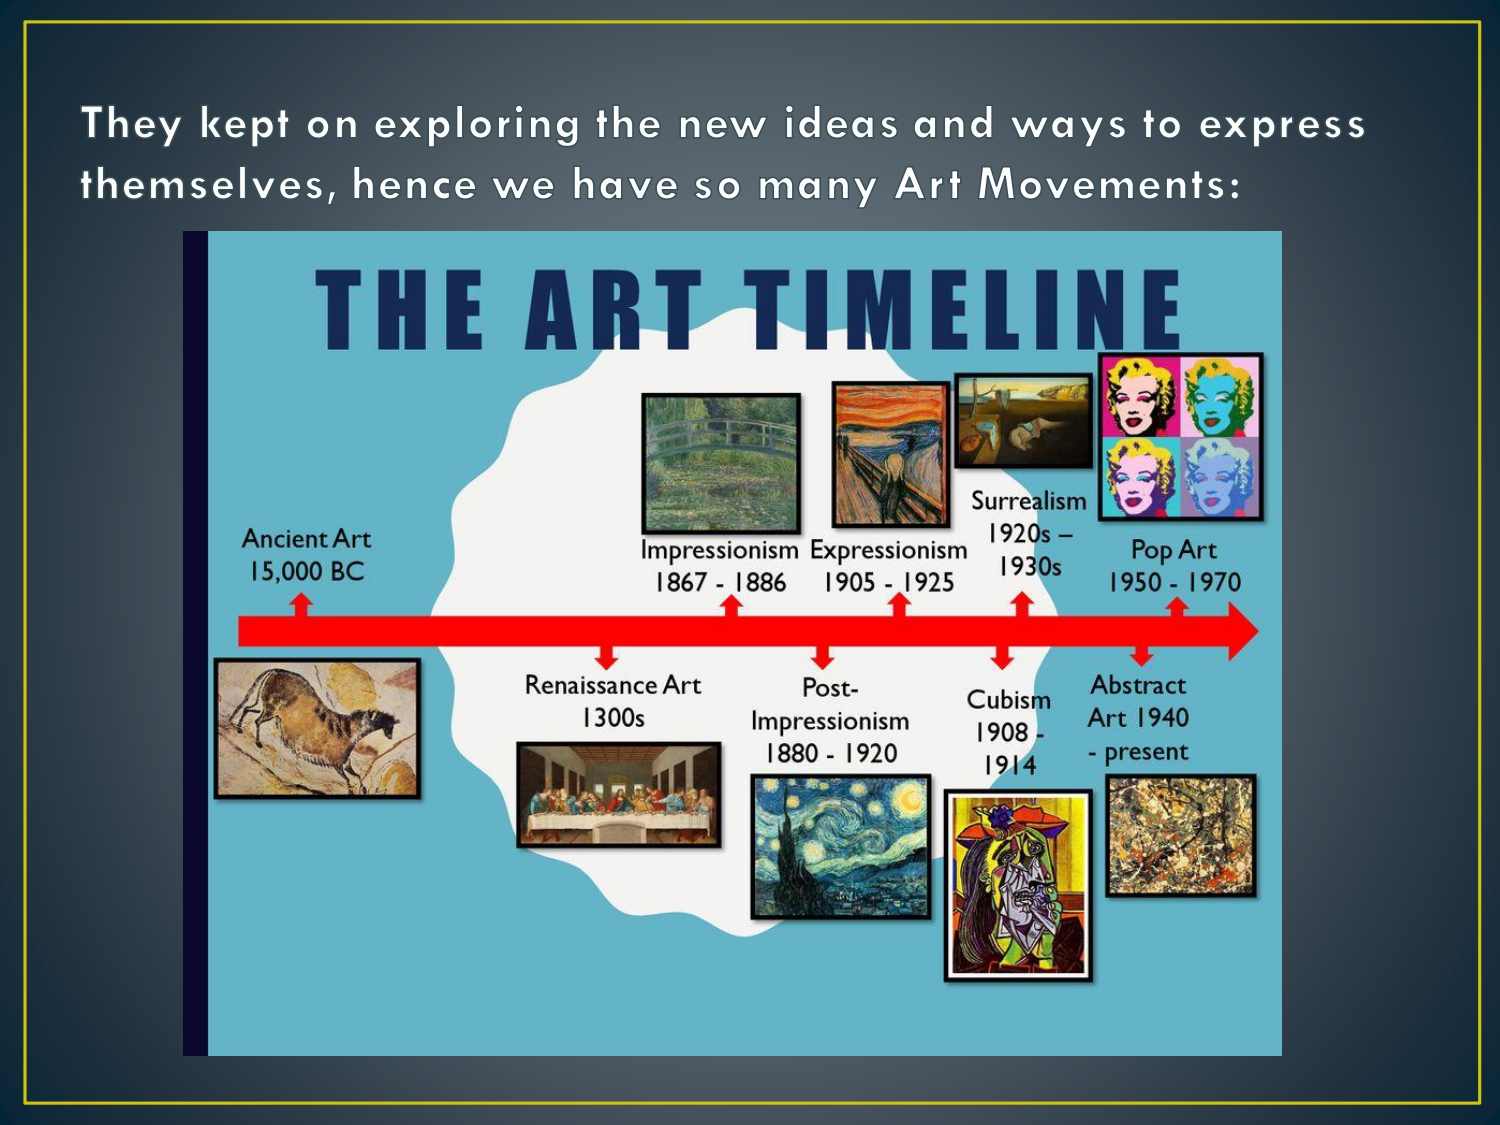 They kept on exploring the new ideas and ways to express
themselves, hence we have so many Art Movements:
THE ART TIMELINE
Ancient Art
15,000 BC
Impressionism
1867 - 1886
Expressionism
1905 - 1925
Surrealism
1920s –
1930s
Pop Art
1950 - 1970
Renaissance Art
1300s
Post-
Impressionism
1880 - 1920
Cubism
1908 -
1914
Abstract
Art 1940
- present